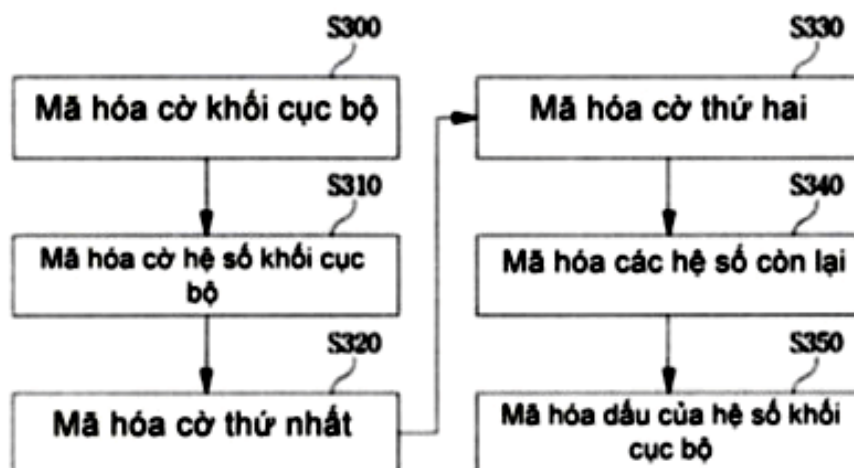 S300
Mã hóa cờ khối cục bộ
S310
Mã hóa cờ hệ số khối cục
bộ
S320
Mã hóa cờ thứ nhất
S330
Mã hóa cờ thứ hai
S340
Mã hóa các hệ số còn lại
S350
Mã hóa dấu của hệ số khối
cục bộ